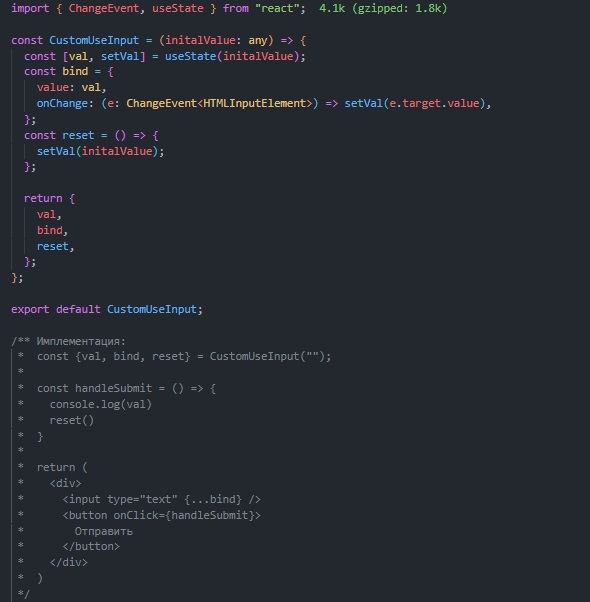 import { ChangeEvent, useState } from "react";  4.1k (gzipped: 1.8k)

const CustomUseInput = (initalValue: any) => {
  const [val, setVal] = useState(initalValue);
  const bind = {
    value: val,
    onChange: (e: ChangeEvent<HTMLInputElement>) => setVal(e.target.value),
  };
  const reset = () => {
    setVal(initalValue);
  };

  return {
    val,
    bind,
    reset,
  };
};

export default CustomUseInput;

/** Имплементация:
 *  const {val, bind, reset} = CustomUseInput("");
 *
 *  const handleSubmit = () => {
 *    console.log(val)
 *    reset()
 *  }
 *
 *  return (
 *    <div>
 *      <input type="text" {...bind} />
 *      <button onClick={handleSubmit}>
 *        Отправить
 *      </button>
 *    </div>
 *  )
 */